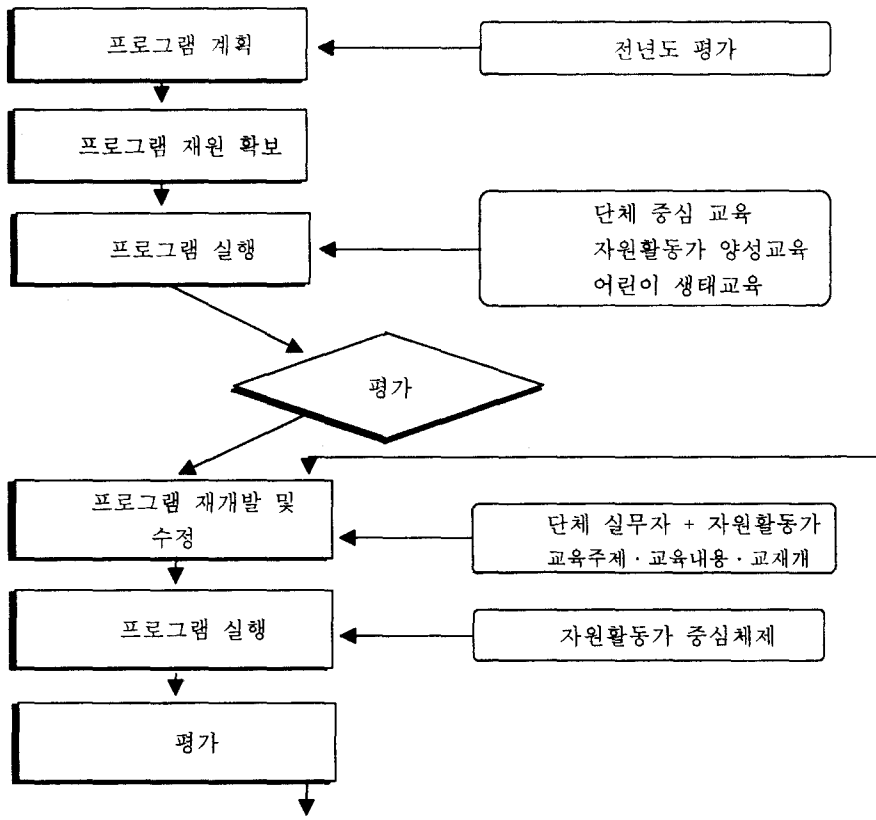 프로그램 계획
전년도 평가
프로그램 재원 확보
프로그램 실행
단체 중심 교육
자원활동가 양성교육
어린이 생태교육
평가
프로그램 재개발 및
수정
단체 실무자 + 자원활동가
교육주제 · 교육내용 · 교재개
프로그램 실행
자원활동가 중심체제
평가